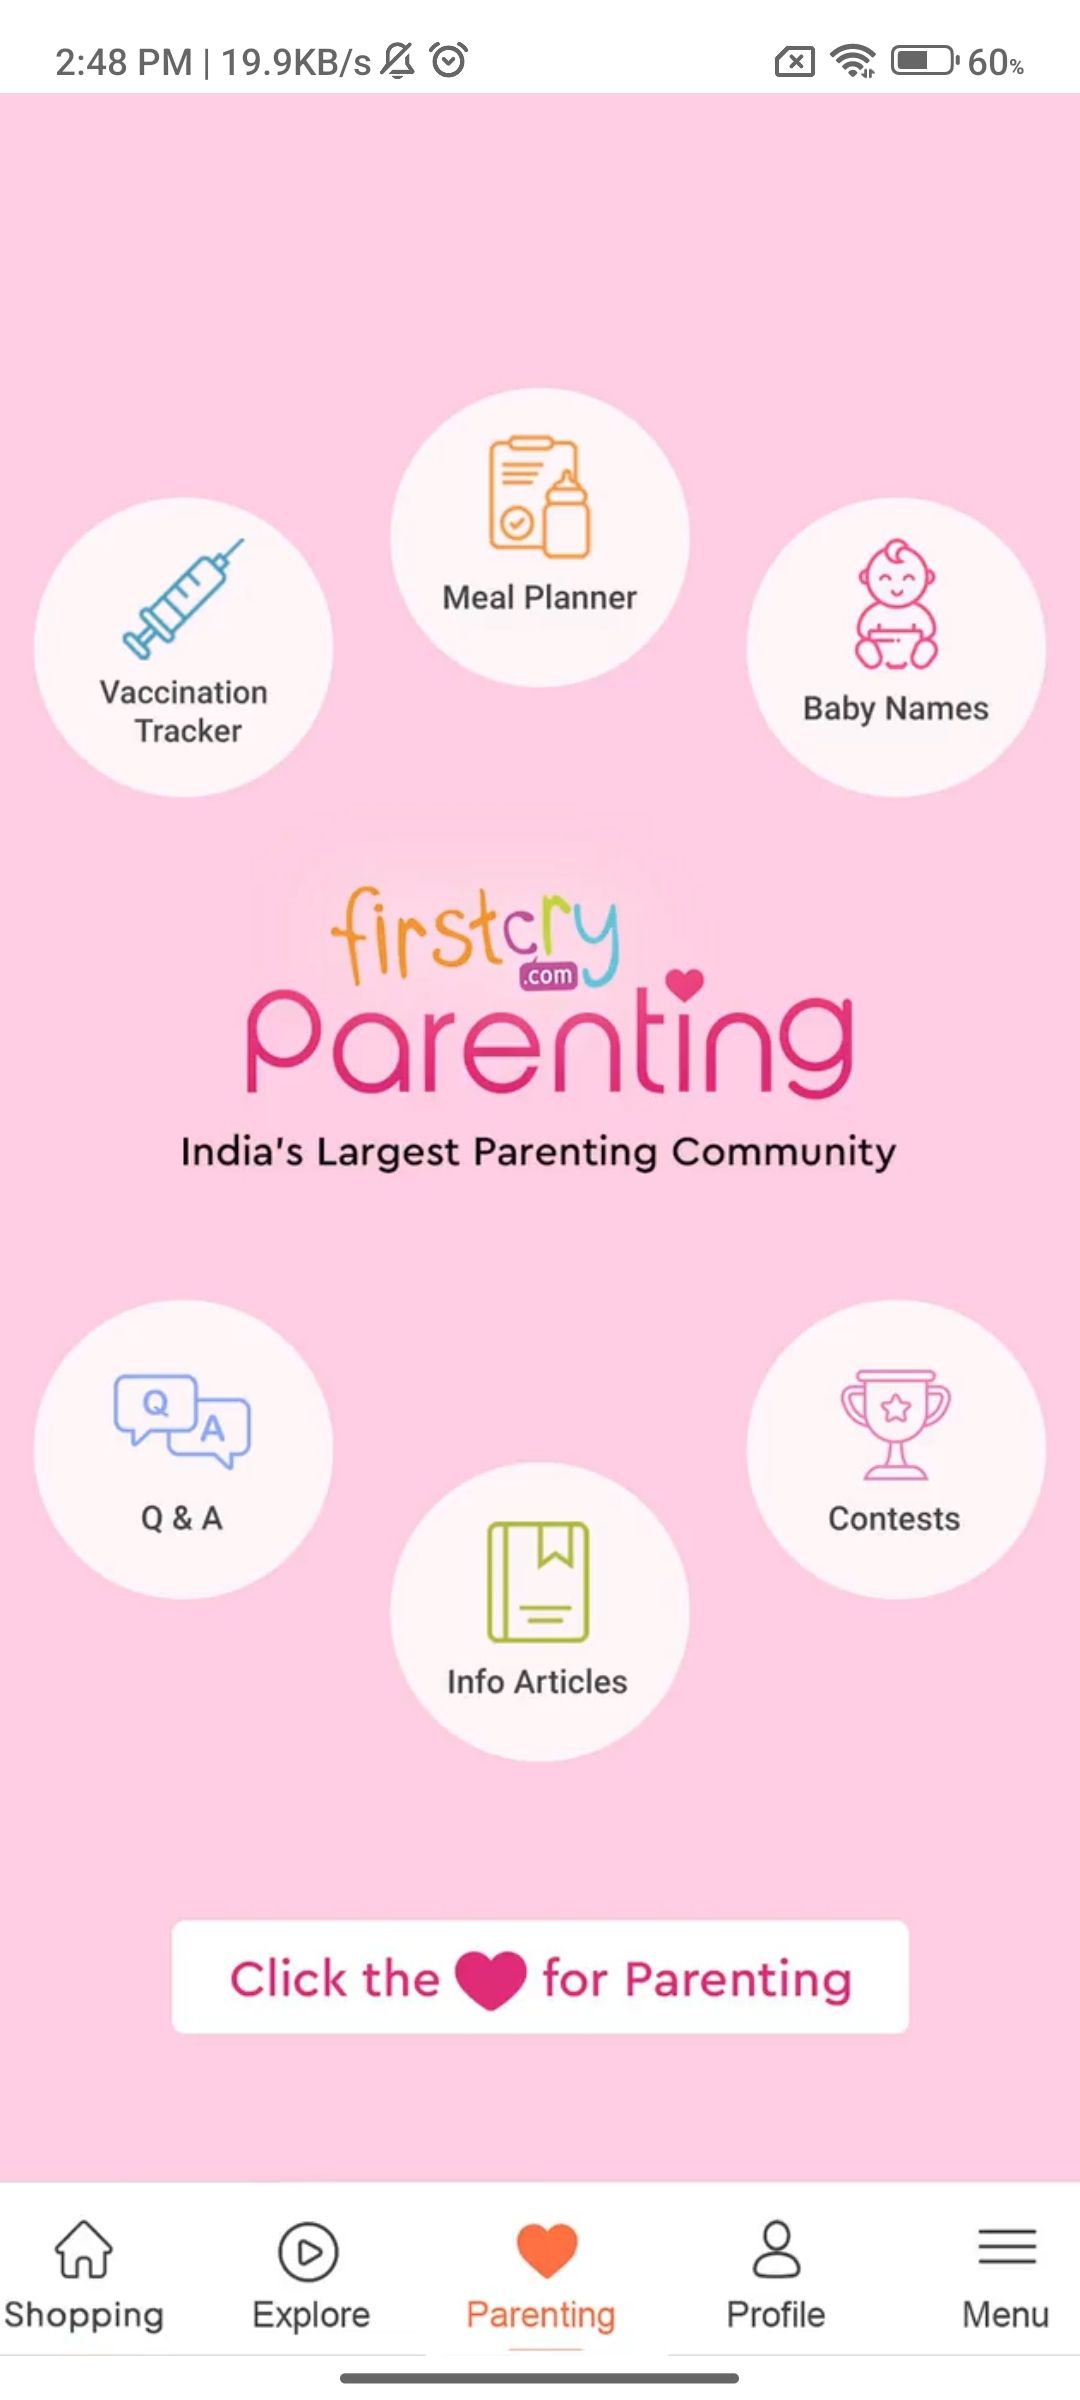 2:48 PM | 19.9KB/s
60%
Meal Planner
Vaccination
Tracker
Baby Names
firstcry
.com
Parenting
India's Largest Parenting Community
Q
A
Q & A
Contests
Info Articles
Click the for Parenting
Shopping
Explore
Parenting
Profile
Menu